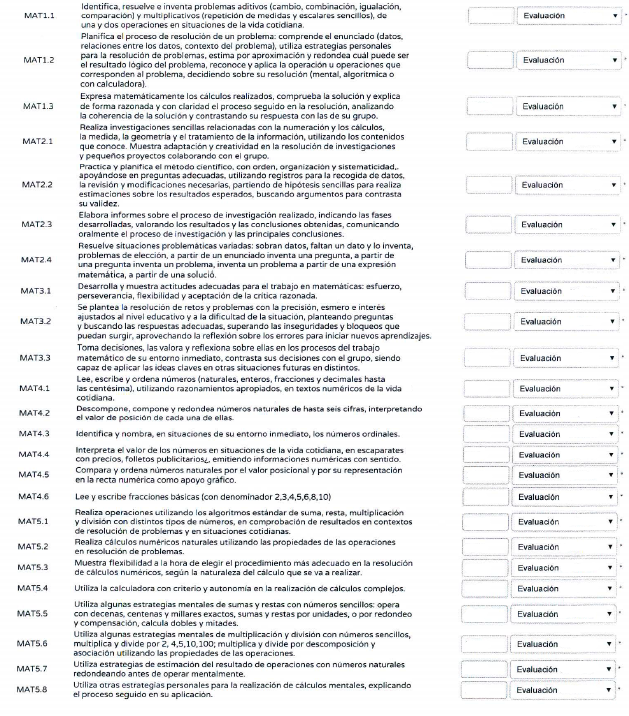 MAT1.1 Identifica, resuelve e inventa problemas aditivos (cambio, combinación, igualación,
comparación) y multiplicativos (repetición de medidas y escalares sencillos), de
una y dos operaciones en situaciones de la vida cotidiana.
Evaluación
MAT1.2 Planifica el proceso de resolución de un problema: comprende el enunciado (datos,
relaciones entre los datos, contexto del problema), utiliza estrategias personales
para la resolución de problemas, estima por aproximación y redondea cuál puede ser
el resultado lógico del problema, reconoce y aplica la operación u operaciones que
corresponden al problema, decidiendo sobre su resolución (mental, algorítmica o
con calculadora).
Evaluación
MAT1.3 Expresa matemáticamente los cálculos realizados, comprueba la solución y explica
de forma razonada y con claridad el proceso seguido en la resolución, analizando
la coherencia de la solución y contrastando su respuesta con las de su grupo.
Evaluación
MAT2.1 Realiza investigaciones sencillas relacionadas con la numeración y los cálculos,
la medida, la geometría y el tratamiento de la información, utilizando los contenidos
que conoce. Muestra adaptación y creatividad en la resolución de investigaciones
y pequeños proyectos colaborando con el grupo.
Evaluación
MAT2.2 Practica y planifica el método científico, con orden, organización y sistematicidad,.
apoyándose en preguntas adecuadas, utilizando registros para la recogida de datos,
la revisión y modificaciones necesarias, partiendo de hipótesis sencillas para realiza
estimaciones sobre los resultados esperados, buscando argumentos para contrasta
su validez.
Evaluación
MAT2.3 Elabora informes sobre el proceso de investigación realizado, indicando las fases
desarrolladas, valorando los resultados y las conclusiones obtenidas, comunicando
oralmente el proceso de investigación y las principales conclusiones.
Evaluación
MAT2.4 Resuelve situaciones problemáticas variadas: sobran datos, faltan un dato y lo inventa,
problemas de elección, a partir de un enunciado inventa una pregunta, a partir de
una pregunta inventa un problema, inventa un problema a partir de una expresión
matemática, a partir de una solució.
Evaluación
MAT3.1 Desarrolla y muestra actitudes adecuadas para el trabajo en matemáticas: esfuerzo,
perseverancia, flexibilidad y aceptación de la crítica razonada.
Evaluación
MAT3.2 Se plantea la resolución de retos y problemas con la precisión, esmero e interés
ajustados al nivel educativo y a la dificultad de la situación, planteando preguntas
y buscando las respuestas adecuadas, superando las inseguridades y bloqueos que
puedan surgir, aprovechando la reflexión sobre los errores para iniciar nuevos aprendizajes.
Evaluación
MAT3.3 Toma decisiones, las valora y reflexiona sobre ellas en los procesos del trabajo
matemático de su entorno inmediato, contrasta sus decisiones con el grupo, siendo
capaz de aplicar las ideas claves en otras situaciones futuras en distintos.
Evaluación
MAT4.1 Lee, escribe y ordena números (naturales, enteros, fracciones y decimales hasta
las centésima), utilizando razonamientos apropiados, en textos numéricos de la vida
cotidiana.
Evaluación
MAT4.2 Descompone, compone y redondea números naturales de hasta seis cifras, interpretando
el valor de posición de cada una de ellas.
Evaluación
MAT4.3 Identifica y nombra, en situaciones de su entorno inmediato, los números ordinales.
Evaluación
MAT4.4 Interpreta el valor de los números en situaciones de la vida cotidiana, en escaparates
con precios, folletos publicitarios¿, emitiendo informaciones numéricas con sentido.
Evaluación
MAT4.5 Compara y ordena números naturales por el valor posicional y por su representación
en la recta numérica como apoyo gráfico.
Evaluación
MAT4.6 Lee y escribe fracciones básicas (con denominador 2,3,4,5,6,8,10)
Evaluación
MAT5.1 Realiza operaciones utilizando los algoritmos estándar de suma, resta, multiplicación
y división con distintos tipos de números, en comprobación de resultados en contextos
de resolución de problemas y en situaciones cotidianas.
Evaluación
MAT5.2 Realiza cálculos numéricos naturales utilizando las propiedades de las operaciones
en resolución de problemas.
Evaluación
MAT5.3 Muestra flexibilidad a la hora de elegir el procedimiento más adecuado en la resolución
de cálculos numéricos, según la naturaleza del cálculo que se va a realizar.
Evaluación
MAT5.4 Utiliza la calculadora con criterio y autonomía en la realización de cálculos complejos.
Evaluación
MAT5.5 Utiliza algunas estrategias mentales de sumas y restas con números sencillos: opera
con decenas, centenas y millares exactos, sumas y restas por unidades, o por redondeo
y compensación, calcula dobles y mitades.
Evaluación
MAT5.6 Utiliza algunas estrategias mentales de multiplicación y división con números sencillos,
multiplica y divide por 2, 4,5,10,100; multiplica y divide por descomposición y
asociación utilizando las propiedades de las operaciones.
Evaluación
MAT5.7 Utiliza estrategias de estimación del resultado de operaciones con números naturales
redondeando antes de operar mentalmente.
Evaluación
MAT5.8 Utiliza otras estrategias personales para la realización de cálculos mentales, explicando
el proceso seguido en su aplicación.
Evaluación